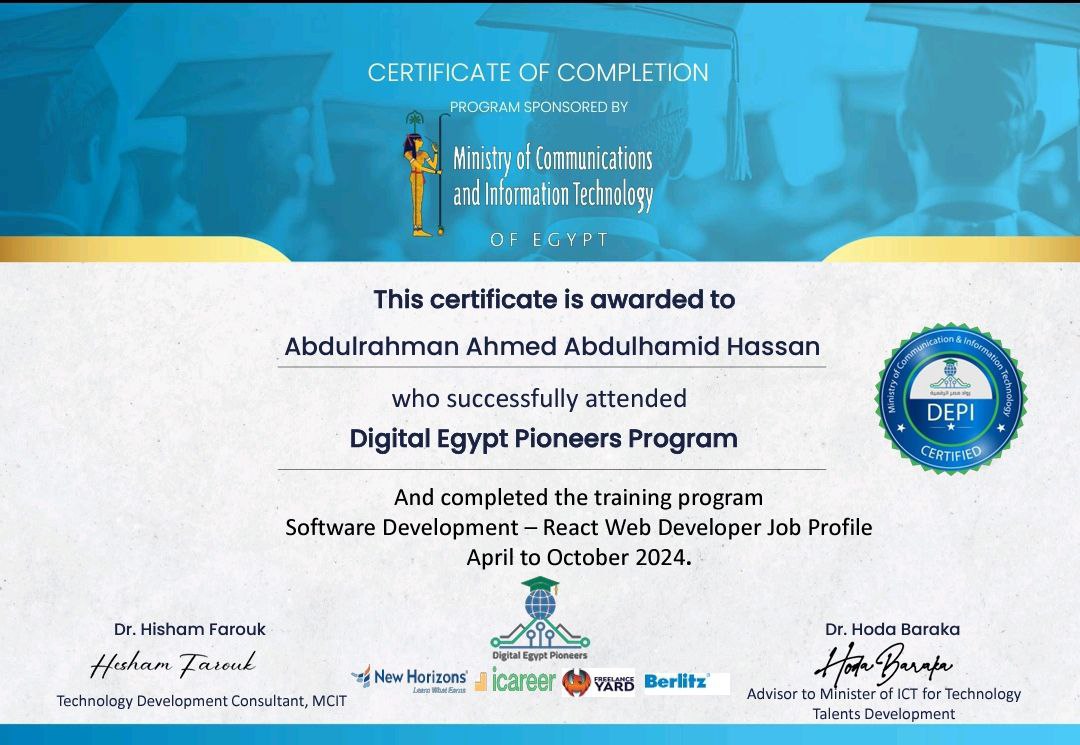 CERTIFICATE OF COMPLETION
PROGRAM SPONSORED BY
Ministry of Communications
and Information Technology
OF EGYPT
This certificate is awarded to
Abdulrahman Ahmed Abdulhamid Hassan
who successfully attended
Digital Egypt Pioneers Program
Ministry of Communication & Information Technology
رواد مصر الرقمية
DEPI
CERTIFIED
And completed the training program
Software Development – React Web Developer Job Profile
April to October 2024.
Dr. Hisham Farouk
Hisham Farouk
Technology Development Consultant, MCIT
Digital Egypt Pioneers
New Horizons®
Learn What Earns
icareer
FREELANCE
YARD
Berlitz
Dr. Hoda Baraka
Hoda Baraka
Advisor to Minister of ICT for Technology
Talents Development